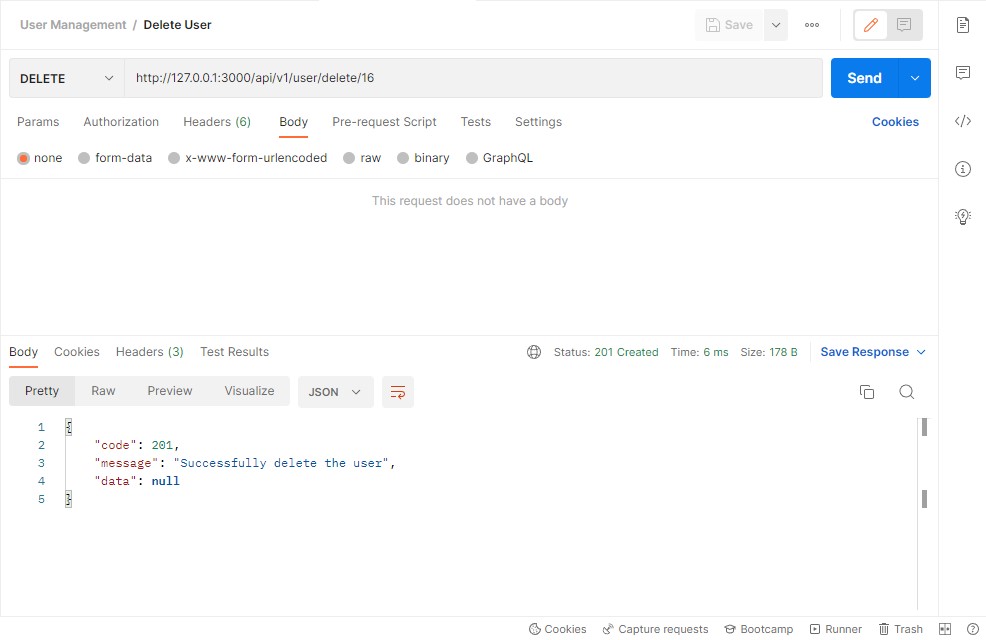 User Management / Delete User
Save
DELETE
http://127.0.0.1:3000/api/v1/user/delete/16
Send
Params Authorization Headers (6) Body Pre-request Script Tests Settings Cookies
none form-data x-www-form-urlencoded raw binary GraphQL
This request does not have a body
Body Cookies Headers (3) Test Results Status: 201 Created Time: 6 ms Size: 178 B Save Response
Pretty Raw Preview Visualize JSON
1 {
2 "code": 201,
3 "message": "Successfully delete the user",
4 "data": null
5 }
Cookies Capture requests Bootcamp Runner Trash